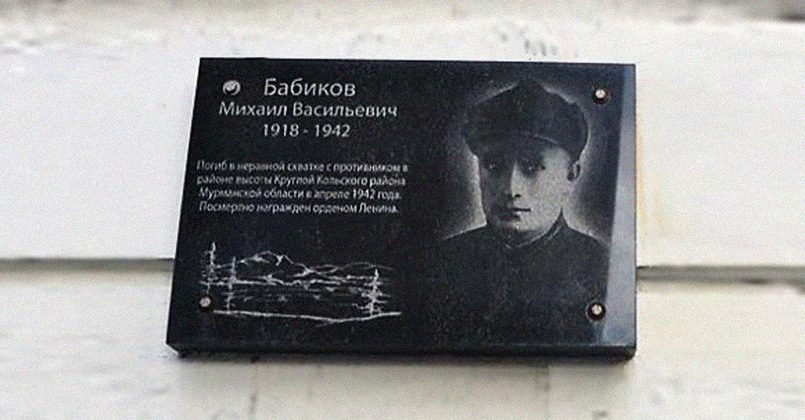 Бабиков
Михаил Васильевич
1918 - 1942
Погиб в неравной схватке с противником в
районе высоты Круглой Кольского района
Мурманской области в апреле 1942 года.
Посмертно награжден орденом Ленина.